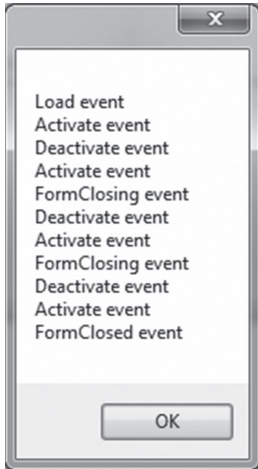 Load event
Activate event
Deactivate event
Activate event
FormClosing event
Deactivate event
Activate event
FormClosing event
Deactivate event
Activate event
FormClosed event
OK